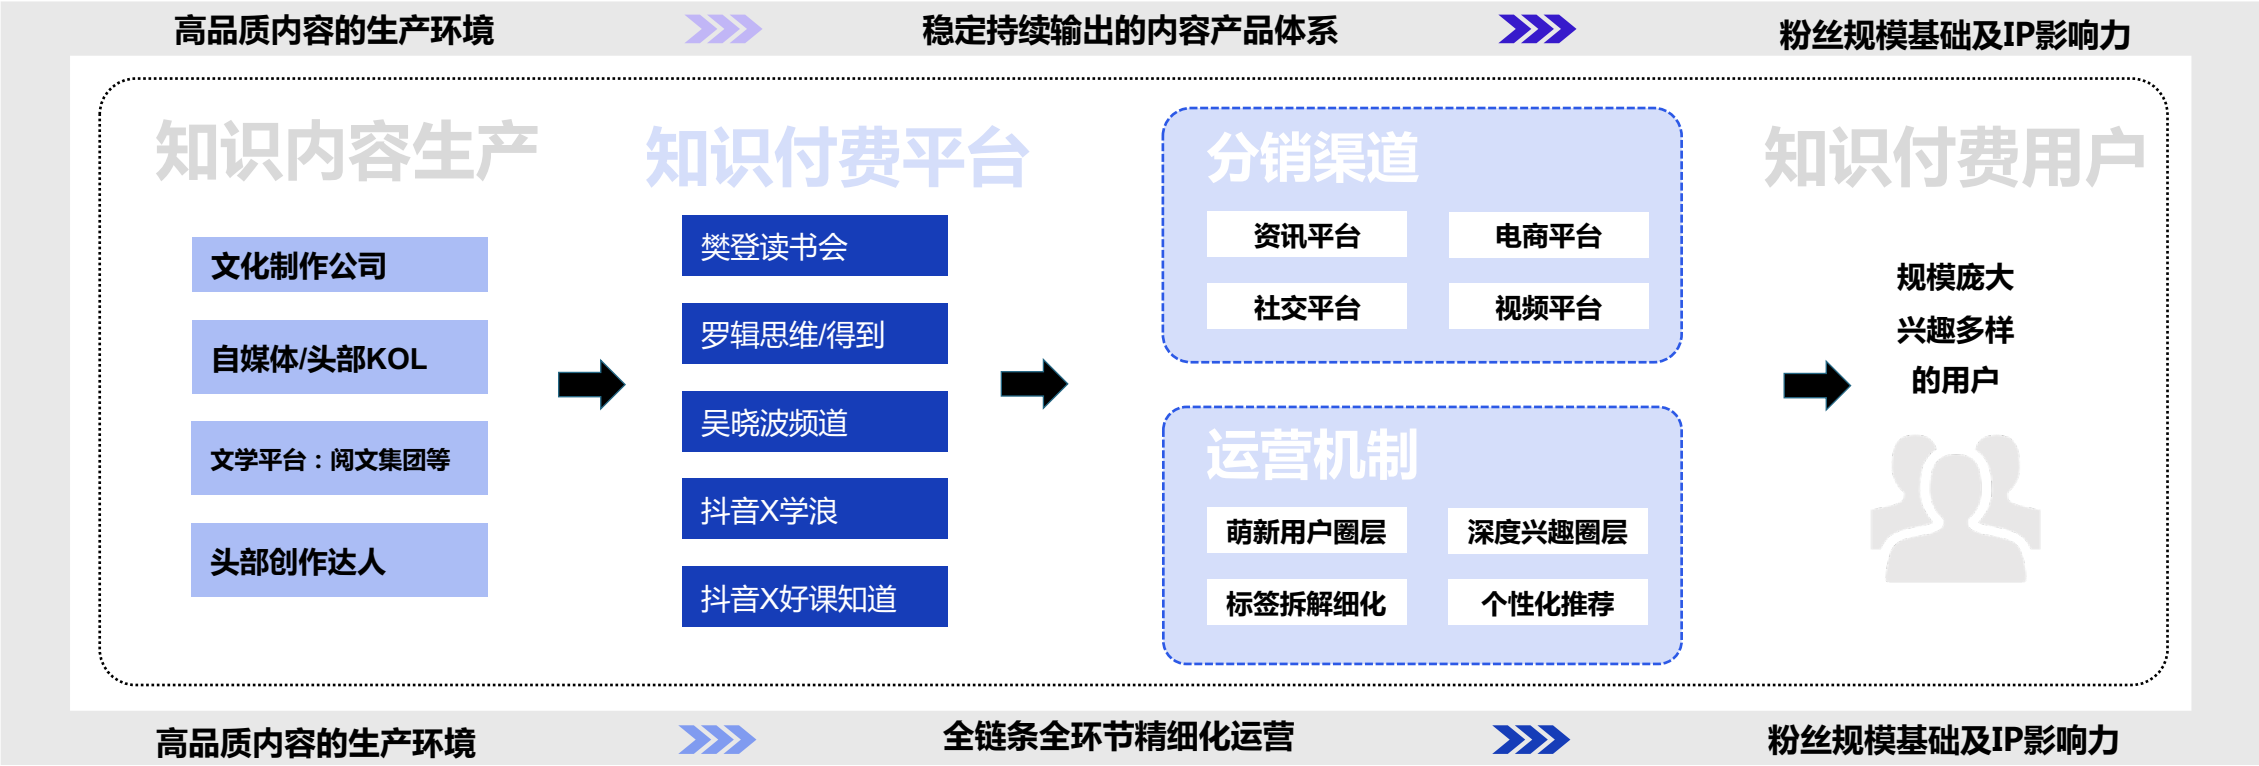 高品质内容的生产环境
稳定持续输出的内容产品体系
粉丝规模基础及IP影响力
知识内容生产
文化制作公司
自媒体/头部KOL
文学平台：阅文集团等
头部创作达人
知识付费平台
樊登读书会
罗辑思维/得到
吴晓波频道
抖音X学浪
抖音X好课知道
分销渠道
资讯平台
电商平台
社交平台
视频平台
运营机制
萌新用户圈层
深度兴趣圈层
标签拆解细化
个性化推荐
知识付费用户
规模庞大
兴趣多样
的用户
高品质内容的生产环境
全链条全环节精细化运营
粉丝规模基础及IP影响力